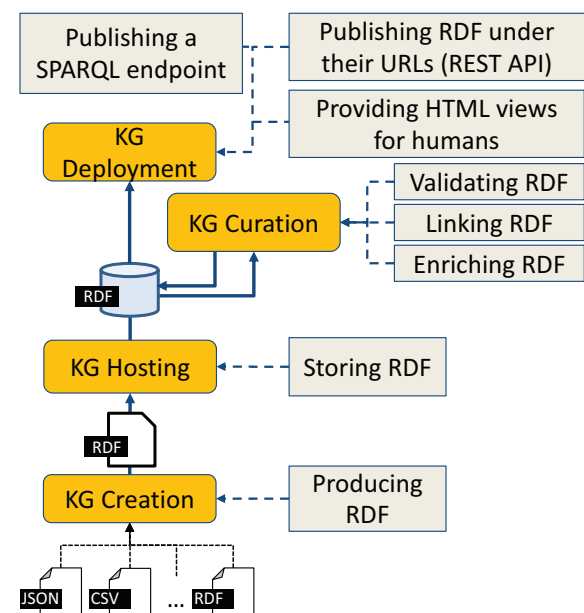 Publishing a
SPARQL endpoint
Publishing RDF under
their URLs (REST API)
Providing HTML views
for humans
KG
Deployment
KG Curation
Validating RDF
Linking RDF
Enriching RDF
RDF
KG Hosting
Storing RDF
RDF
KG Creation
Producing
RDF
JSON
CSV
...
RDF